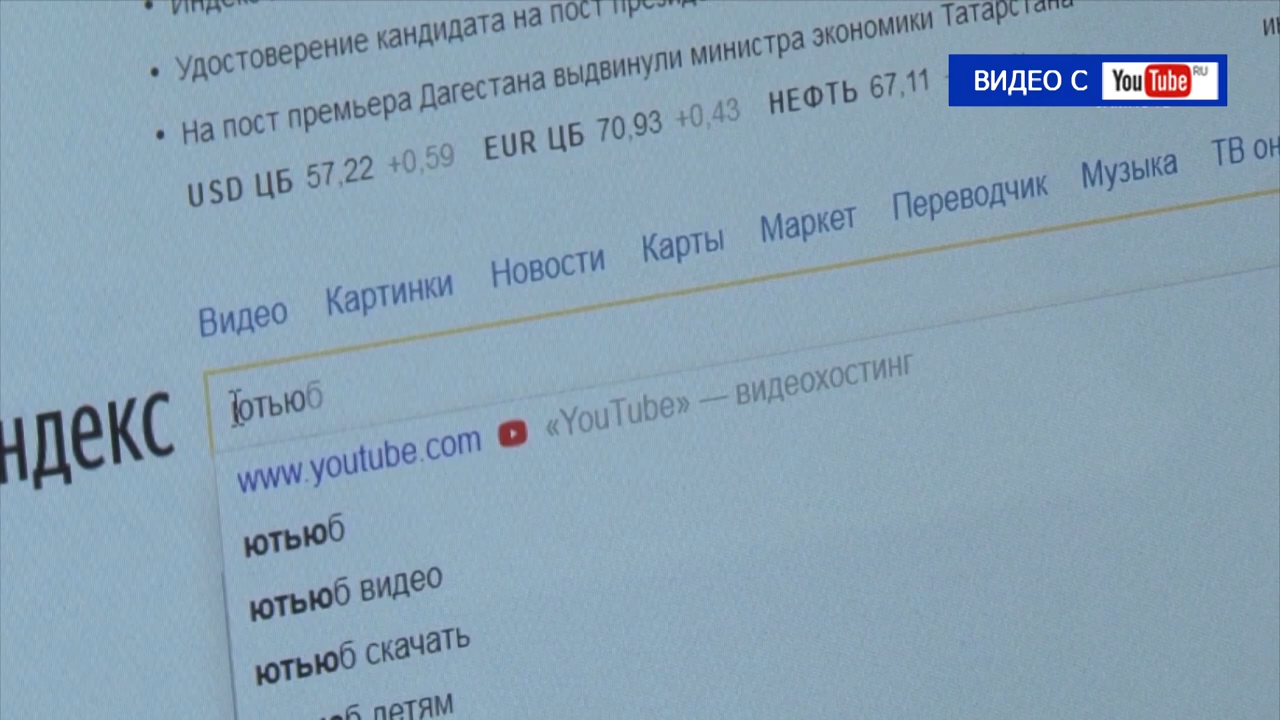 Удостоверение кандидата на пост
На пост премьера Дагестана выдвинули министра экономики Татарстана
ВИДЕО С YouTube RU
USD ЦБ 57,22 +0,59 EUR ЦБ 70,93 +0,43 НЕФТЬ 67,11
Видео Картинки Новости Карты Маркет Переводчик Музыка ТВ он
ндекс
ютьюб
www.youtube.com «YouTube» — видеохостинг
ютьюб
ютьюб видео
ютьюб скачать
ютьюб детям